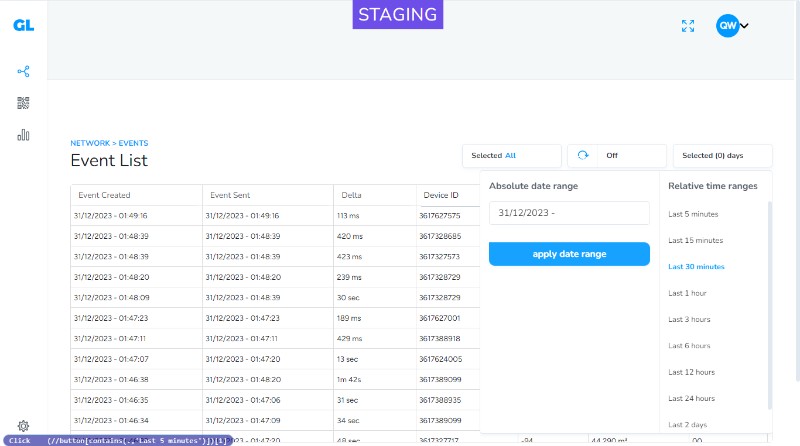 STAGING
GL
QW
NETWORK > EVENTS
Event List
Selected All
Off
Selected (0) days
Event Created Event Sent Delta Device ID
31/12/2023 - 01:49:16 31/12/2023 - 01:49:16 113 ms 3617627575
31/12/2023 - 01:48:39 31/12/2023 - 01:48:39 420 ms 3617328685
31/12/2023 - 01:48:39 31/12/2023 - 01:48:39 423 ms 3617327573
31/12/2023 - 01:48:20 31/12/2023 - 01:48:20 239 ms 3617328729
31/12/2023 - 01:48:09 31/12/2023 - 01:48:39 30 sec 3617328729
31/12/2023 - 01:47:23 31/12/2023 - 01:47:23 189 ms 3617627001
31/12/2023 - 01:47:11 31/12/2023 - 01:47:11 429 ms 3617388918
31/12/2023 - 01:47:07 31/12/2023 - 01:47:20 13 sec 3617624005
31/12/2023 - 01:46:38 31/12/2023 - 01:48:20 1m 42s 3617389099
31/12/2023 - 01:46:35 31/12/2023 - 01:47:06 31 sec 3617388935
31/12/2023 - 01:46:34 31/12/2023 - 01:47:09 34 sec 3617389099
Absolute date range
31/12/2023 -
apply date range
Relative time ranges
Last 5 minutes
Last 15 minutes
Last 30 minutes
Last 1 hour
Last 3 hours
Last 6 hours
Last 12 hours
Last 24 hours
Last 2 days
31/12/2023 - 01:47:20 48 sec 3617327717 -94 44,290 m³
Click (//button[contains(.,"Last 5 minutes")])[1]